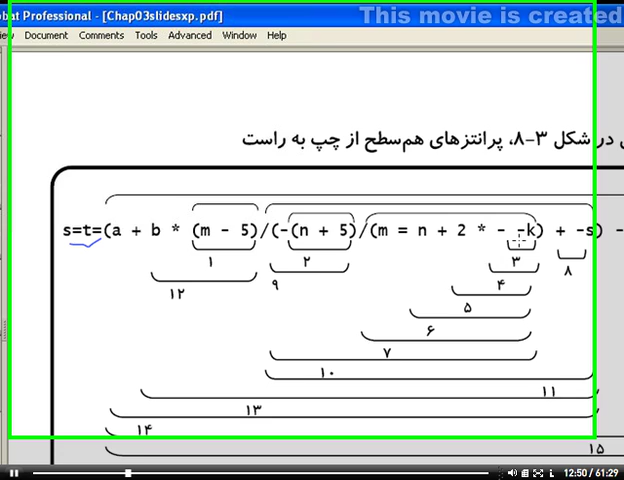 obat Professional - [Chap03slidesxp.pdf]
This movie is created
Document Comments Tools Advanced Window Help
در شکل ۳-۸، پرانتزهای هم‌سطح از چپ به راست
s=t=(a + b * (m - 5)/(-(n + 5)/(m = n + 2 * - -k) + -s) -
۱ ۲ ۳ ۸
۱۲ ۹ ۴
۵
۶
۷
۱۰
۱۱
۱۳
۱۴
۱۵
12:50 / 61:29